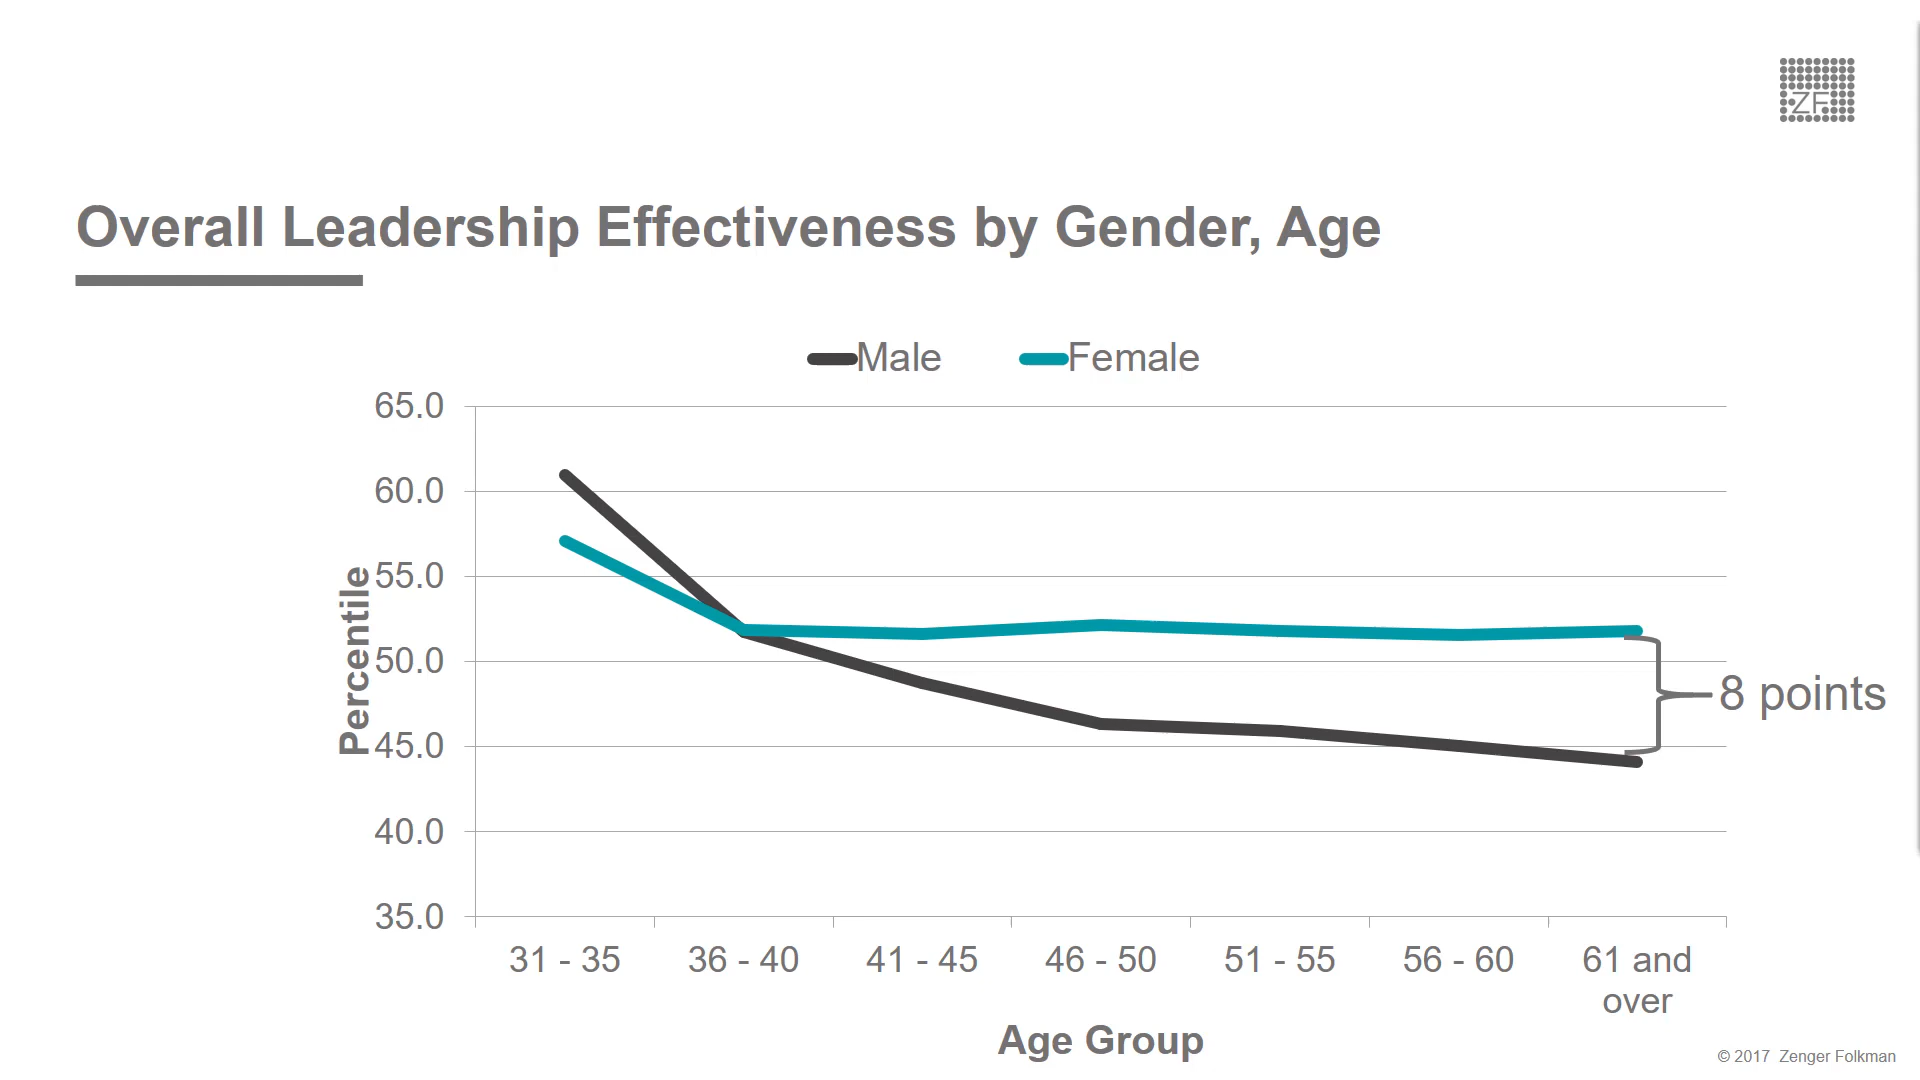 ZF
Overall Leadership Effectiveness by Gender, Age
Male Female
65.0
60.0
55.0
50.0
45.0
40.0
35.0
Percentile
8 points
31 - 35 36 - 40 41 - 45 46 - 50 51 - 55 56 - 60 61 and
over
Age Group
© 2017 Zenger Folkman